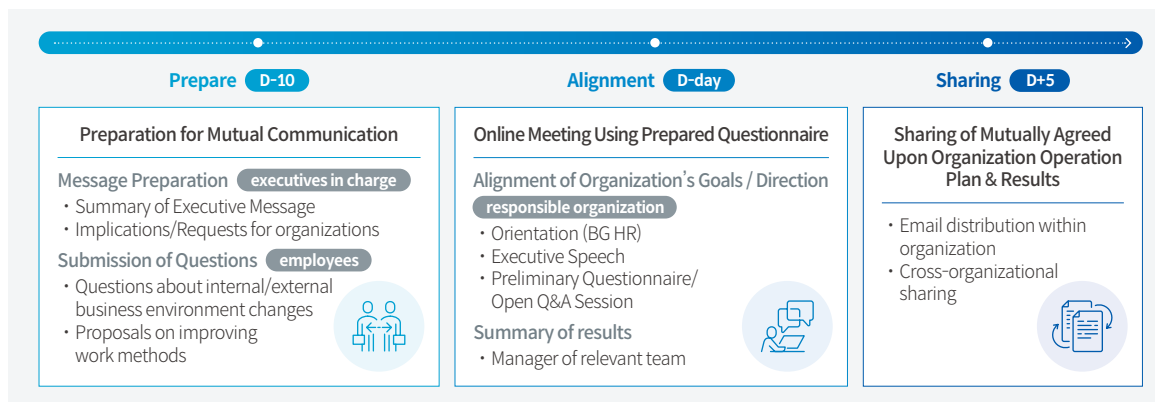 Prepare D-10
Preparation for Mutual Communication
Message Preparation executives in charge
· Summary of Executive Message
· Implications/Requests for organizations
Submission of Questions employees
· Questions about internal/external
business environment changes
· Proposals on improving
work methods
Alignment D-day
Online Meeting Using Prepared Questionnaire
Alignment of Organization's Goals / Direction
responsible organization
· Orientation (BG HR)
· Executive Speech
· Preliminary Questionnaire/
Open Q&A Session
Summary of results
· Manager of relevant team
Sharing D+5
Sharing of Mutually Agreed
Upon Organization Operation
Plan & Results
· Email distribution within
organization
· Cross-organizational
sharing